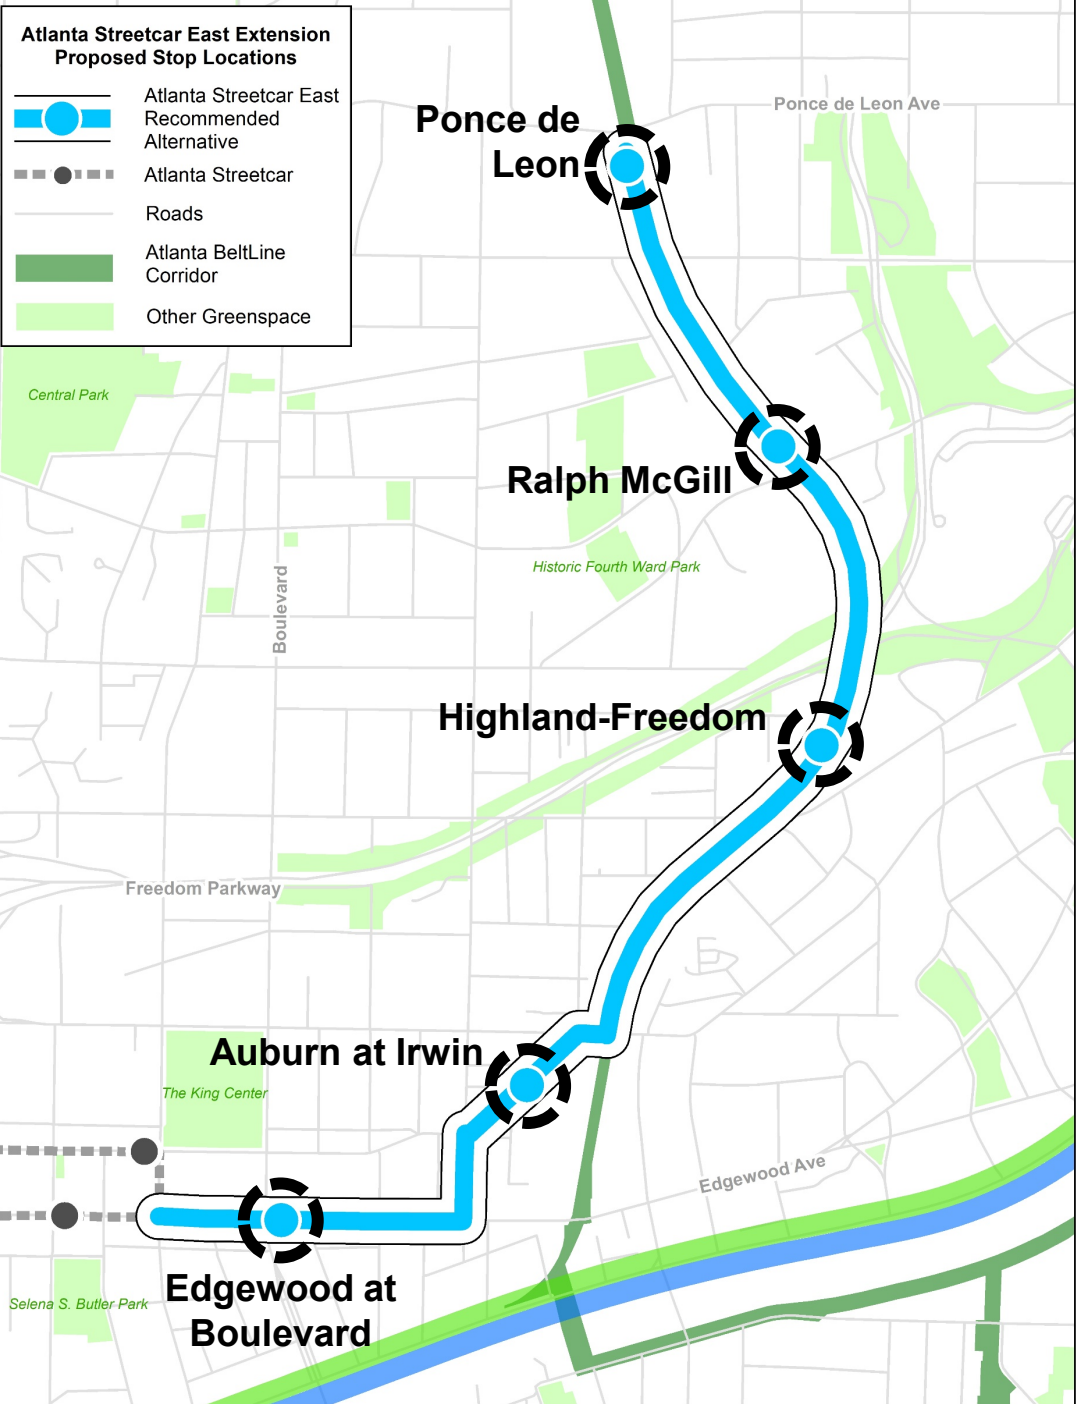 Atlanta Streetcar East Extension
Proposed Stop Locations
Atlanta Streetcar East
Recommended
Alternative
Atlanta Streetcar
Roads
Atlanta BeltLine
Corridor
Other Greenspace
Ponce de
Leon
Ponce de Leon Ave
Central Park
Ralph McGill
Historic Fourth Ward Park
Boulevard
Highland-Freedom
Freedom Parkway
Auburn at Irwin
The King Center
Edgewood Ave
Edgewood at
Boulevard
Selena S. Butler Park